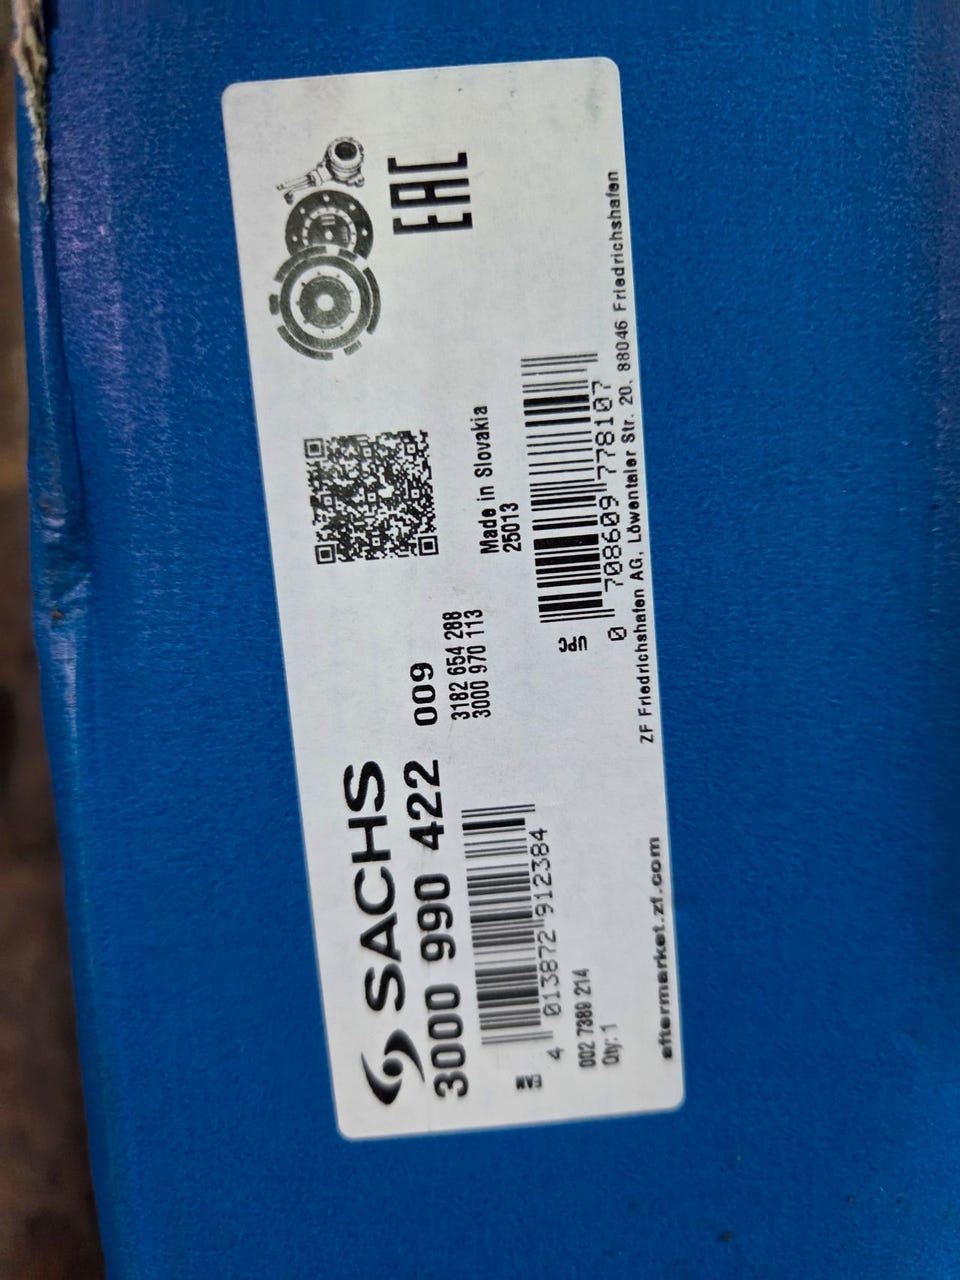 SACHS
3000 990 422 009
3182 654 288
3000 970 113
Made in Slovakia
25013
EAC
EAN
4 013872 912384
UPC
0 708609 778107
002 7389 214
Qty: 1
ZF Friedrichshafen AG, Löwentaler Str. 20, 88046 Friedrichshafen
aftermarket.zf.com